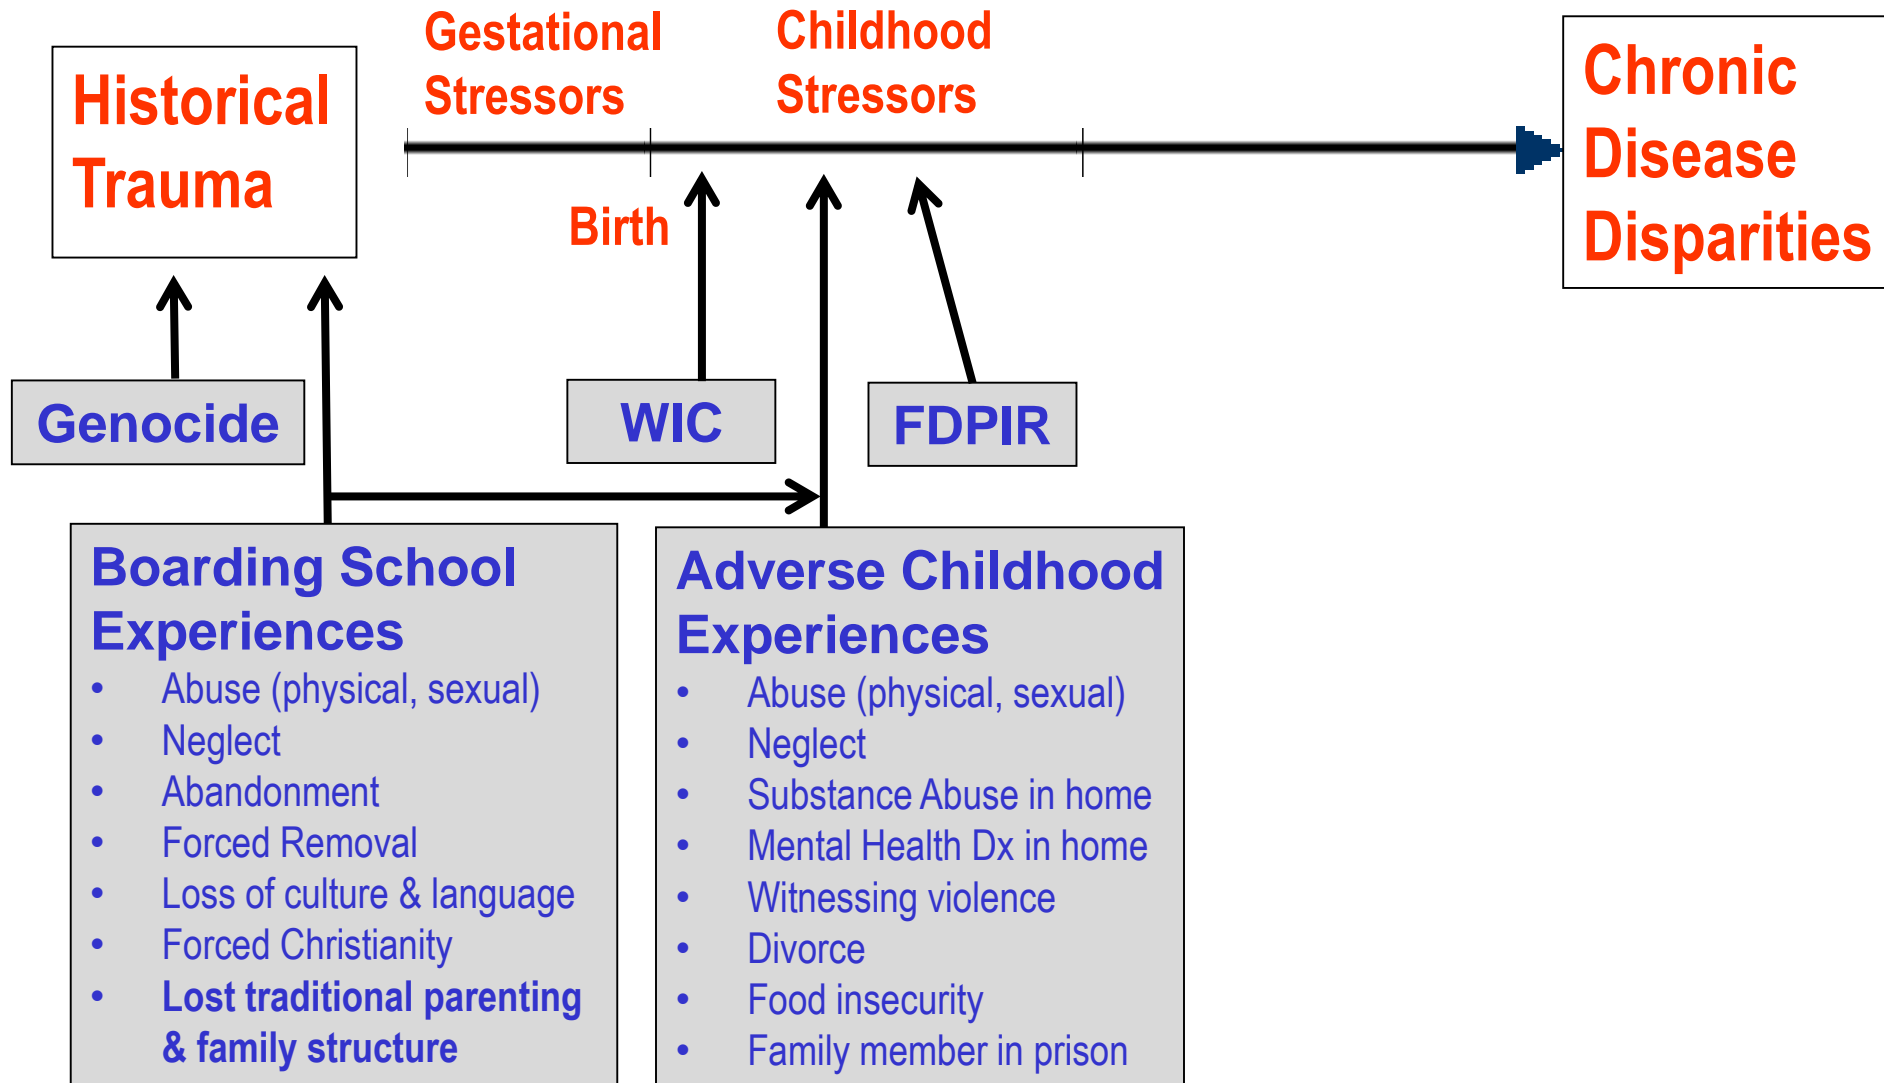 Historical
Trauma
Gestational
Stressors
Childhood
Stressors
Chronic
Disease
Disparities
Birth
Genocide
WIC
FDPIR
Boarding School
Experiences
• Abuse (physical, sexual)
• Neglect
• Abandonment
• Forced Removal
• Loss of culture & language
• Forced Christianity
• Lost traditional parenting
& family structure
Adverse Childhood
Experiences
• Abuse (physical, sexual)
• Neglect
• Substance Abuse in home
• Mental Health Dx in home
• Witnessing violence
• Divorce
• Food insecurity
• Family member in prison